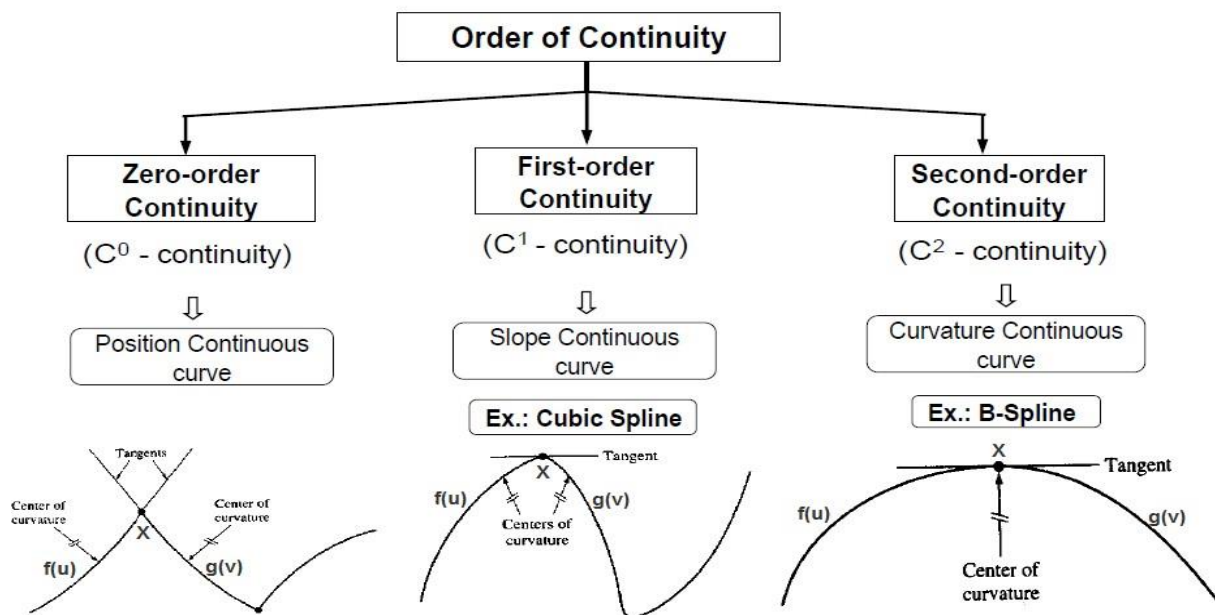 Order of Continuity
Zero-order
Continuity
(C⁰ - continuity)
Position Continuous
curve
Tangents
Center of
curvature
Center of
curvature
X
f(u)
g(v)
First-order
Continuity
(C¹ - continuity)
Slope Continuous
curve
Ex.: Cubic Spline
Tangent
X
f(u)
g(v)
Centers of
curvature
Second-order
Continuity
(C² - continuity)
Curvature Continuous
curve
Ex.: B-Spline
X
Tangent
f(u)
g(v)
Center of
curvature